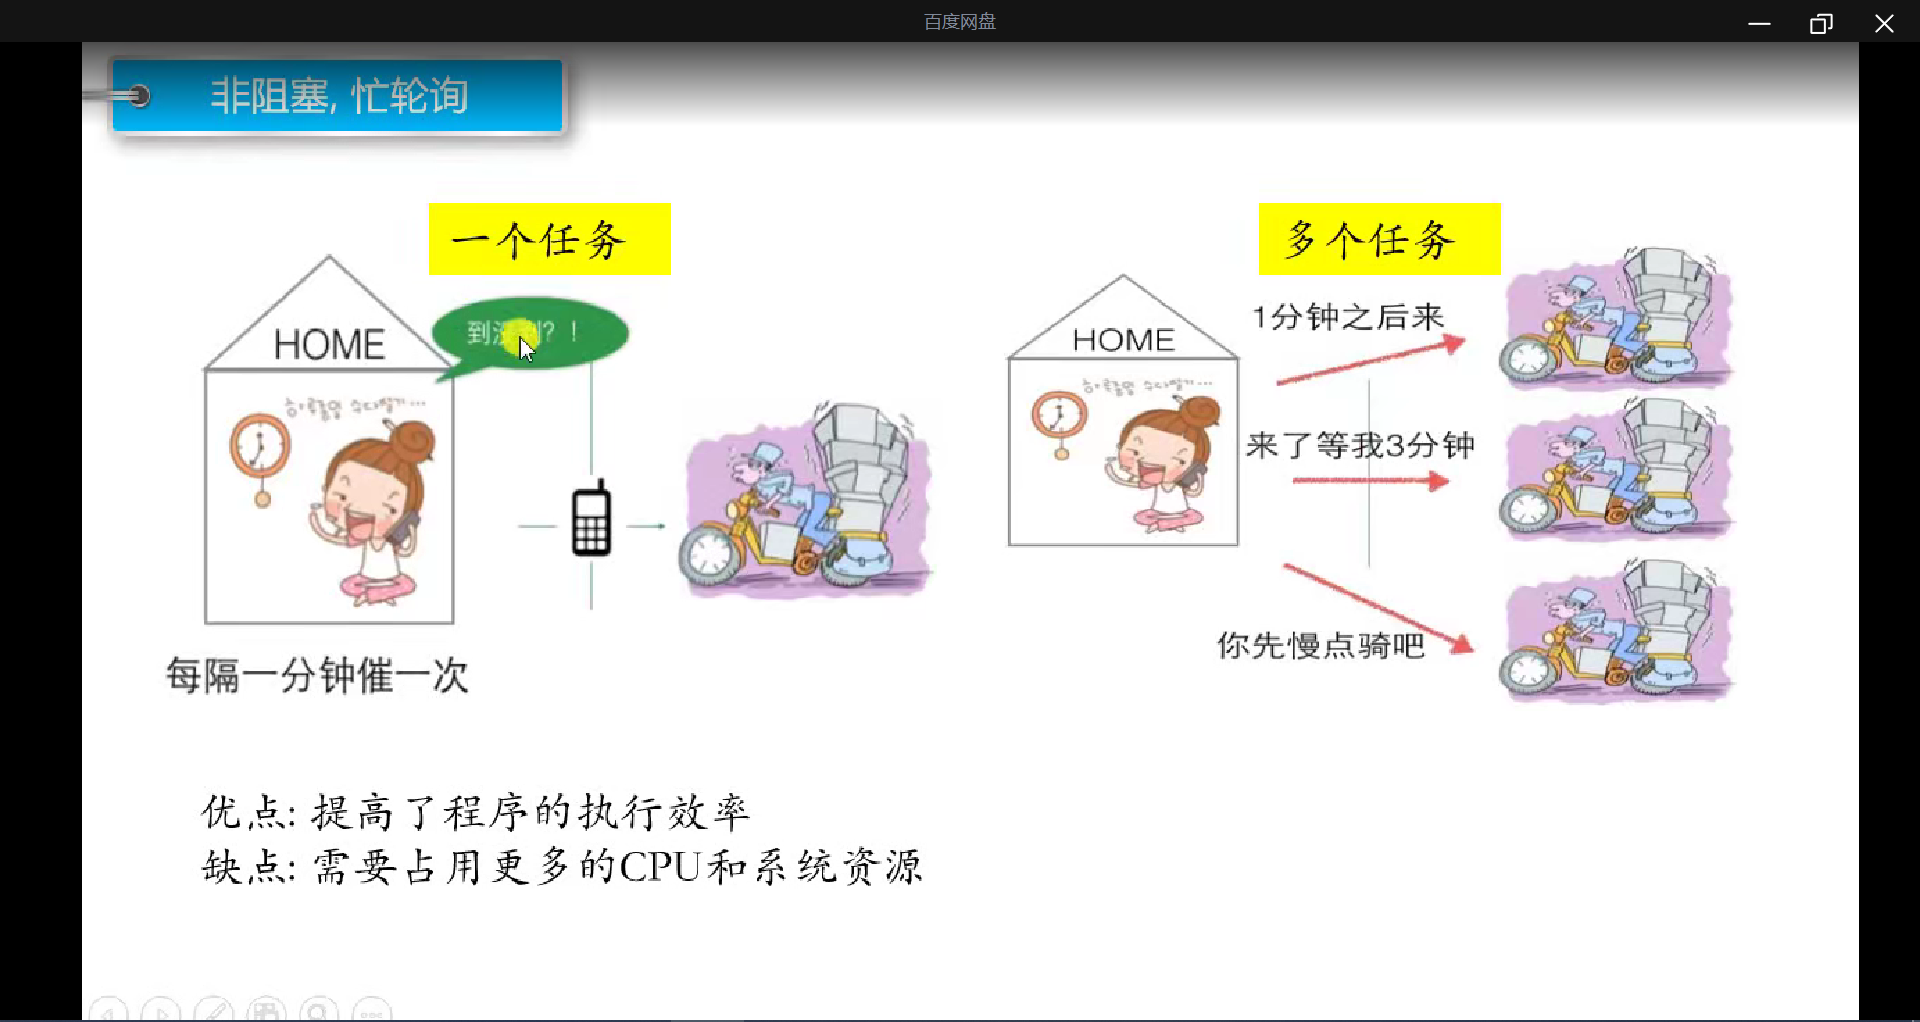 百度网盘
非阻塞, 忙轮询
一个任务
HOME
每隔一分钟催一次
多个任务
HOME
1分钟之后来
来了等我3分钟
你先慢点骑吧
优点: 提高了程序的执行效率
缺点: 需要占用更多的CPU和系统资源